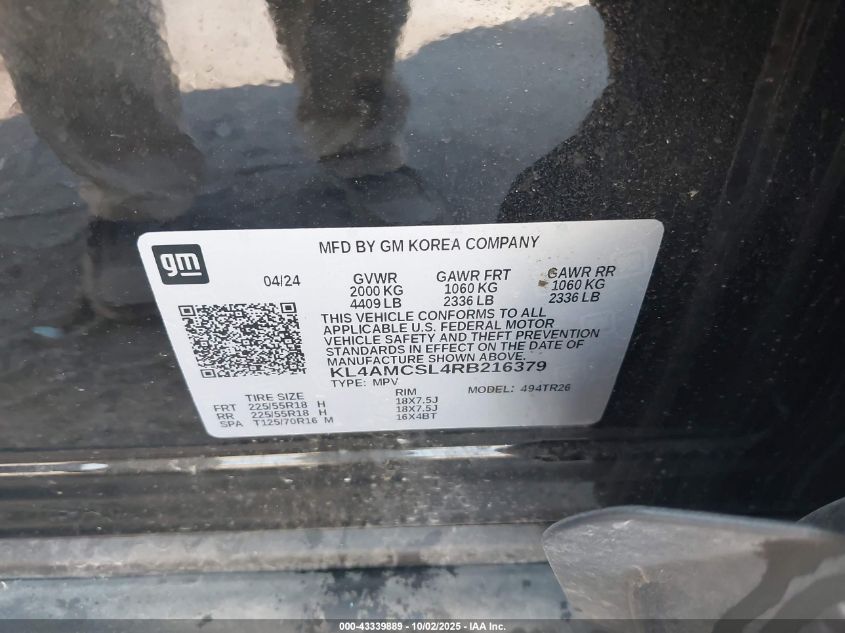 gm
MFD BY GM KOREA COMPANY
04/24 GVWR GAWR FRT GAWR RR
2000 KG 1060 KG 1060 KG
4409 LB 2336 LB 2336 LB
THIS VEHICLE CONFORMS TO ALL
APPLICABLE U.S. FEDERAL MOTOR
VEHICLE SAFETY AND THEFT PREVENTION
STANDARDS IN EFFECT ON THE DATE OF
MANUFACTURE SHOWN ABOVE.
KL4AMCSL4RB216379
TYPE: MPV MODEL: 494TR26
TIRE SIZE RIM
FRT 225/55R18 H 18X7.5J
RR 225/55R18 H 18X7.5J
SPA T125/70R16 M 16X4BT
000-43339889 - 10/02/2025 - IAA Inc.